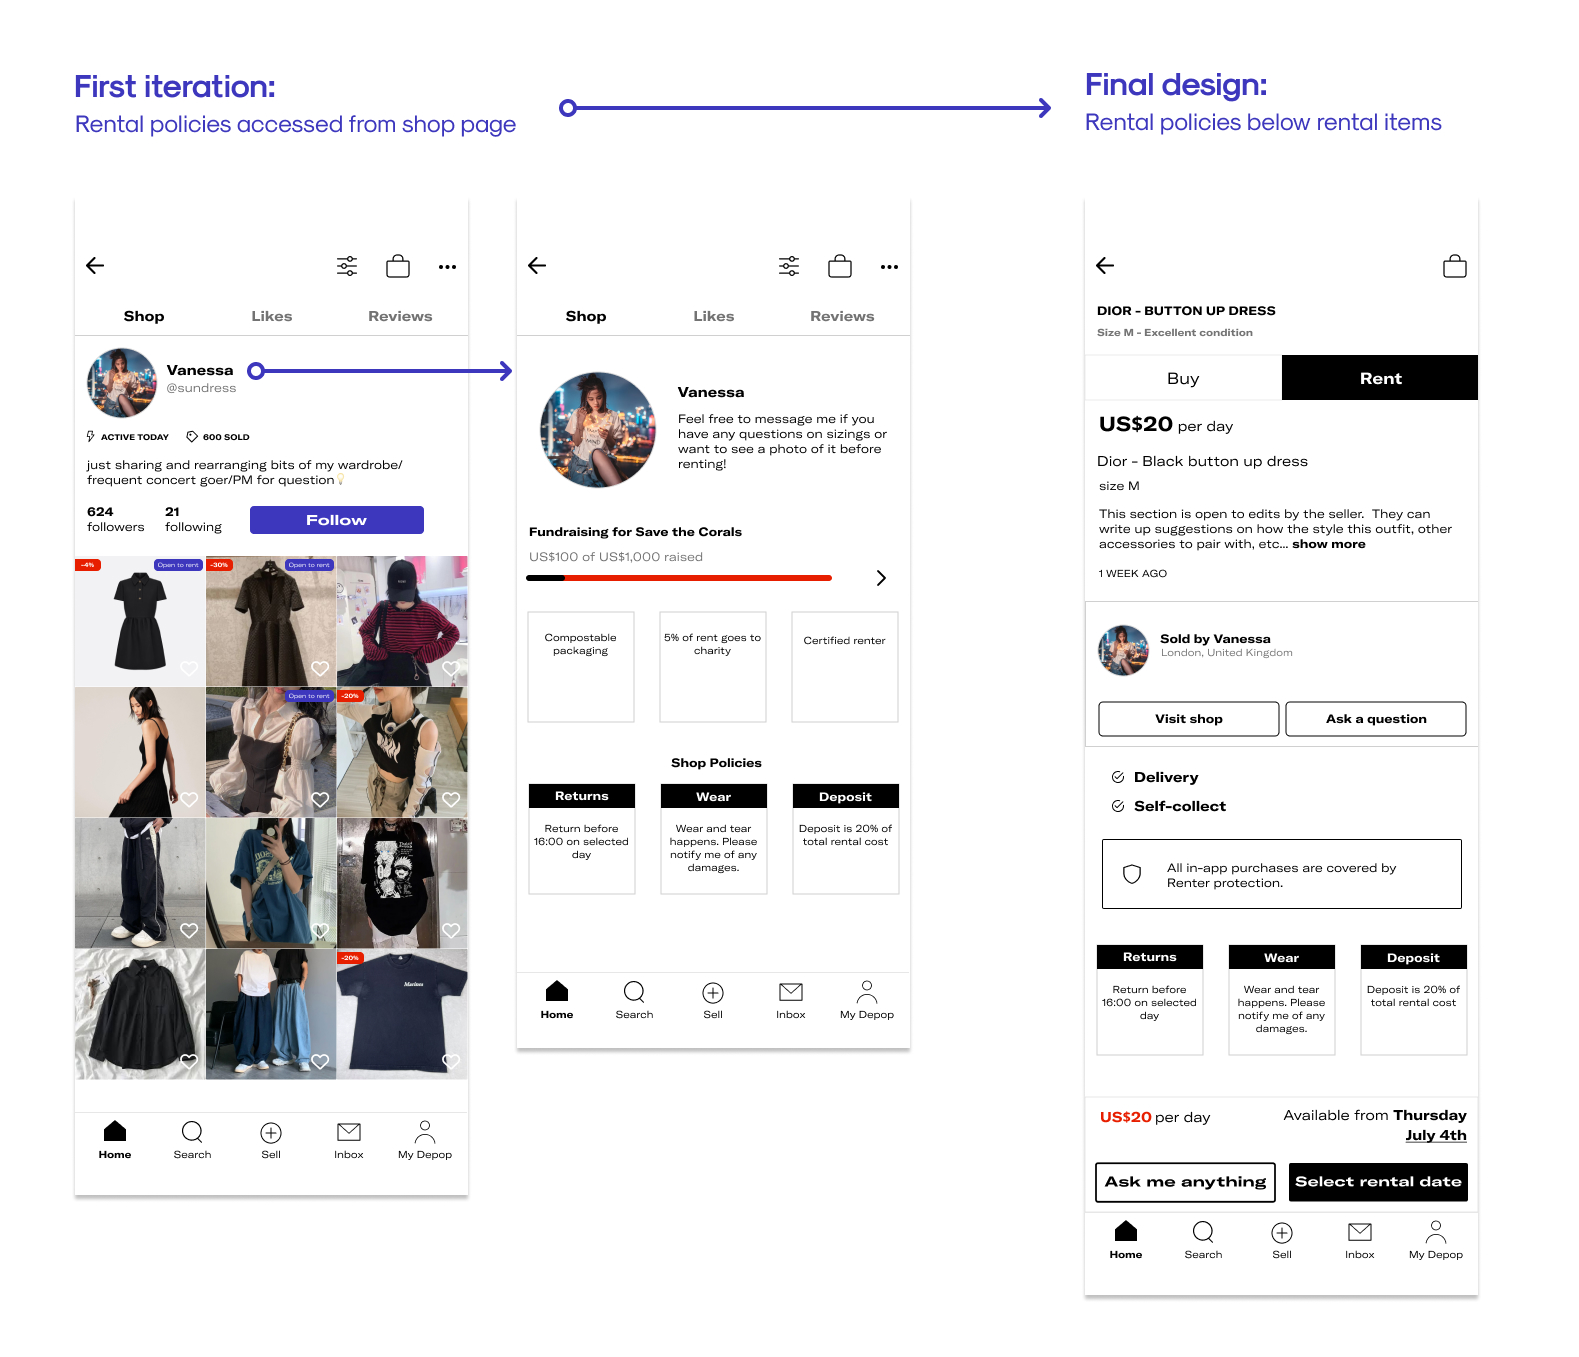 First iteration:
Rental policies accessed from shop page
Final design:
Rental policies below rental items
Shop Likes Reviews
Vanessa
@sundress
ACTIVE TODAY 600 SOLD
just sharing and rearranging bits of my wardrobe/
frequent concert goer/PM for question
624 21
followers following
Follow
-4% Open to rent
-30% Open to rent
Open to rent
-20%
-20%
Marines
Home Search Sell Inbox My Depop
Shop Likes Reviews
Vanessa
Feel free to message me if you
have any questions on sizings or
want to see a photo of it before
renting!
Fundraising for Save the Corals
US$100 of US$1,000 raised
Compostable
packaging
5% of rent goes to
charity
Certified renter
Shop Policies
Returns
Return before
16:00 on selected
day
Wear
Wear and tear
happens. Please
notify me of any
damages.
Deposit
Deposit is 20% of
total rental cost
Home Search Sell Inbox My Depop
DIOR - BUTTON UP DRESS
Size M - Excellent condition
Buy Rent
US$20 per day
Dior - Black button up dress
size M
This section is open to edits by the seller. They can
write up suggestions on how the style this outfit, other
accessories to pair with, etc... show more
1 WEEK AGO
Sold by Vanessa
London, United Kingdom
Visit shop Ask a question
Delivery
Self-collect
All in-app purchases are covered by
Renter protection.
Returns
Return before
16:00 on selected
day
Wear
Wear and tear
happens. Please
notify me of any
damages.
Deposit
Deposit is 20% of
total rental cost
US$20 per day
Available from Thursday
July 4th
Ask me anything Select rental date
Home Search Sell Inbox My Depop